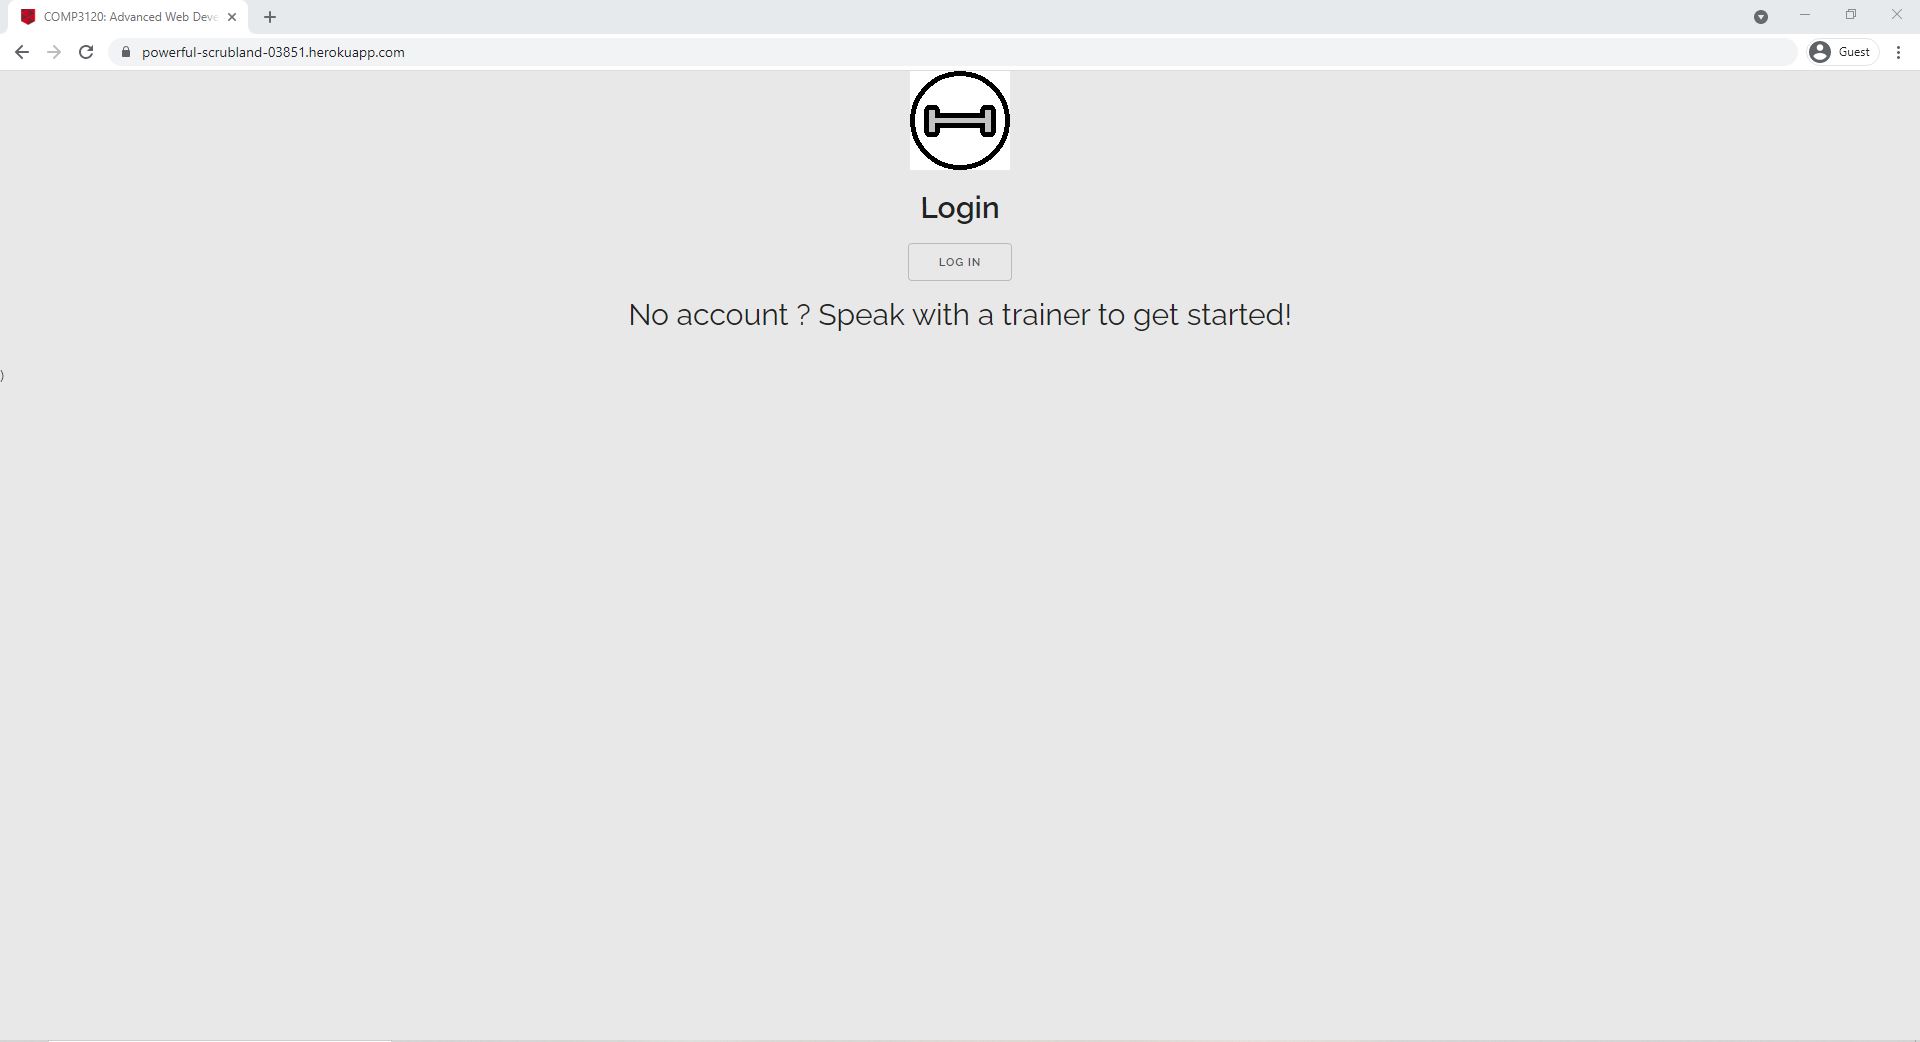 COMP3120: Advanced Web Deve
powerful-scrubland-03851.herokuapp.com
Guest
Login
LOG IN
No account ? Speak with a trainer to get started!
)